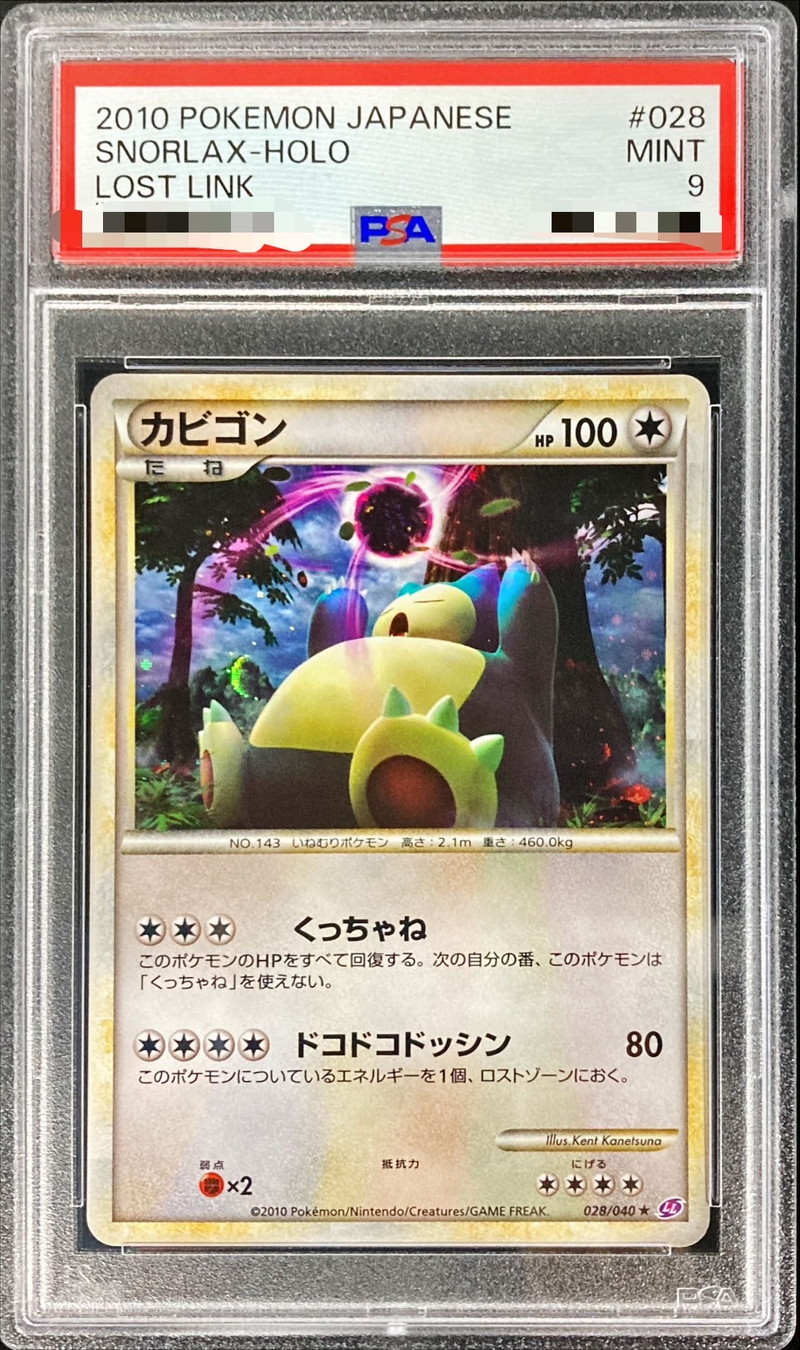 2010 POKEMON JAPANESE #028
SNORLAX-HOLO MINT
LOST LINK 9
PSA
カビゴン HP 100
たね
NO.143 いねむりポケモン 高さ：2.1m 重さ：460.0kg
くっちゃね
このポケモンのHPをすべて回復する。次の自分の番、このポケモンは
「くっちゃね」を使えない。
ドコドコドッシン 80
このポケモンについているエネルギーを1個、ロストゾーンにおく。
Illus.Kent Kanetsuna
弱点 抵抗力 にげる
×2
©2010 Pokémon/Nintendo/Creatures/GAME FREAK. 028/040 ★ LL
PSA